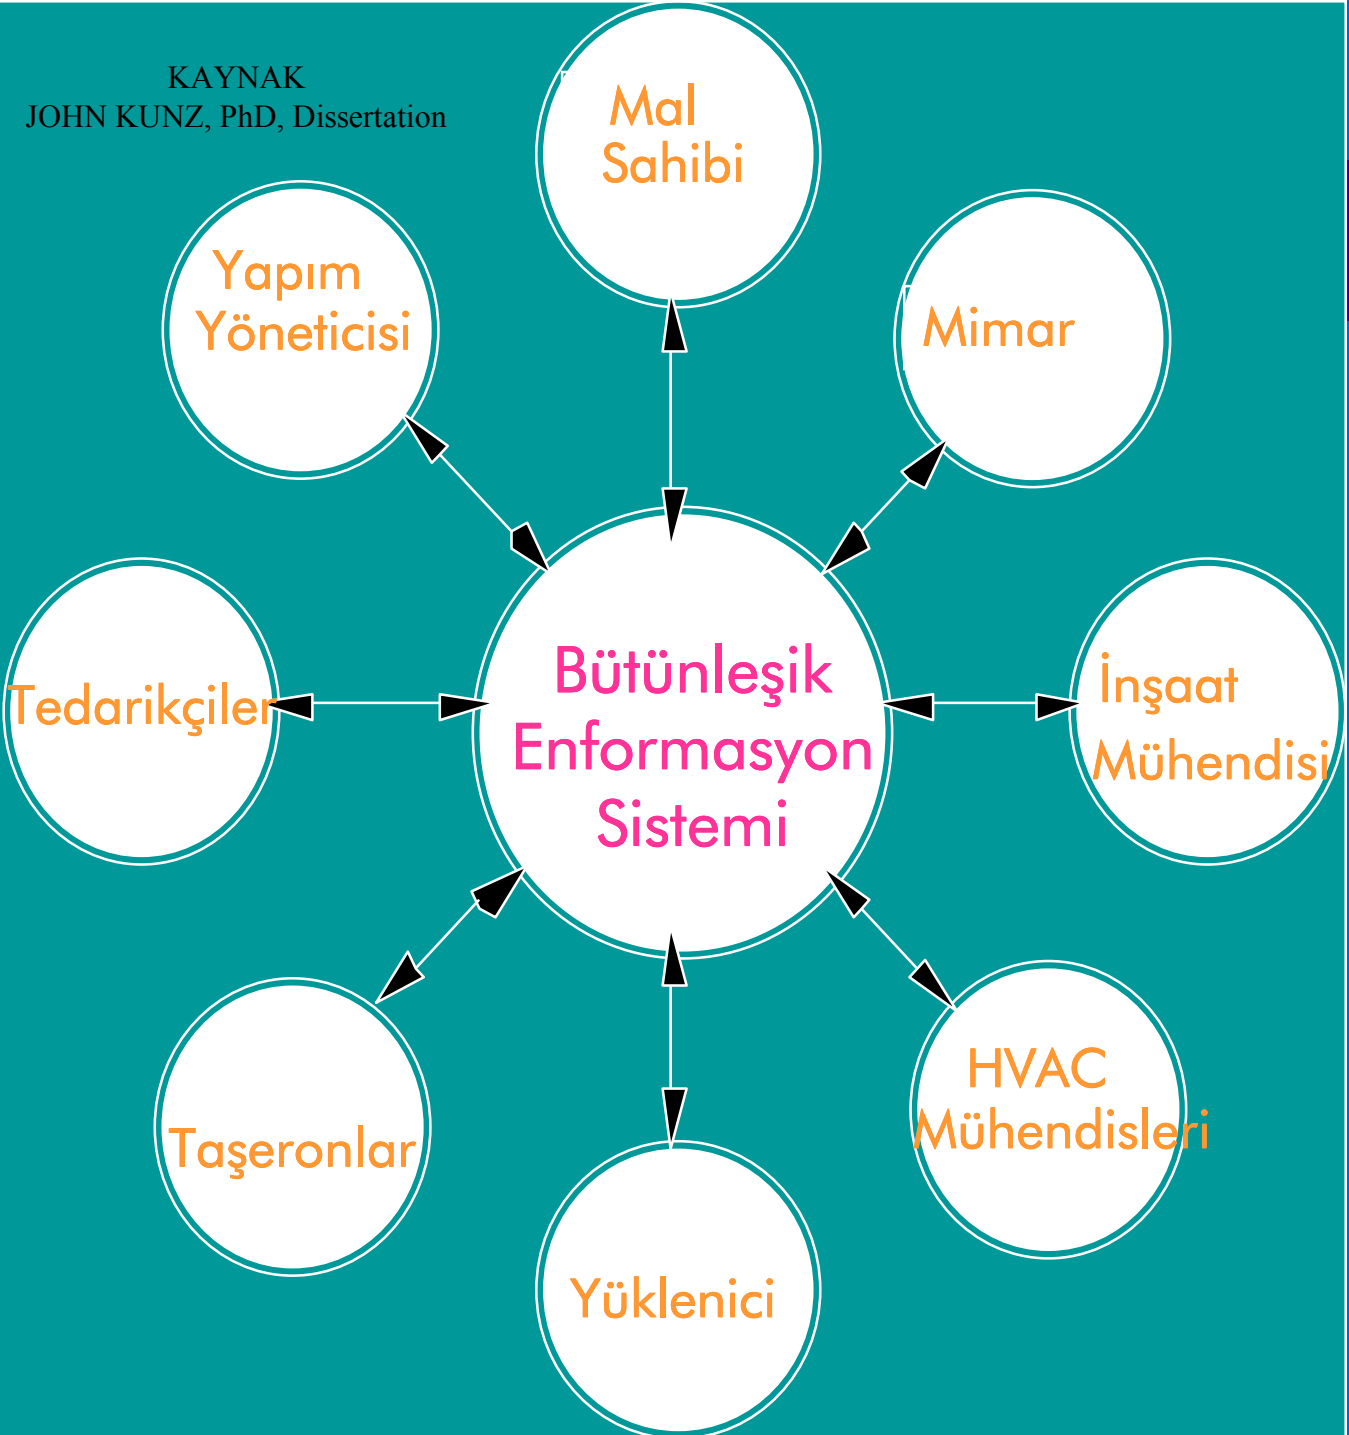 KAYNAK
JOHN KUNZ, PhD, Dissertation
Mal
Sahibi
Yapım
Yöneticisi
Mimar
Bütünleşik
Enformasyon
Sistemi
Tedarikçiler
İnşaat
Mühendisi
HVAC
Mühendisleri
Taşeronlar
Yüklenici